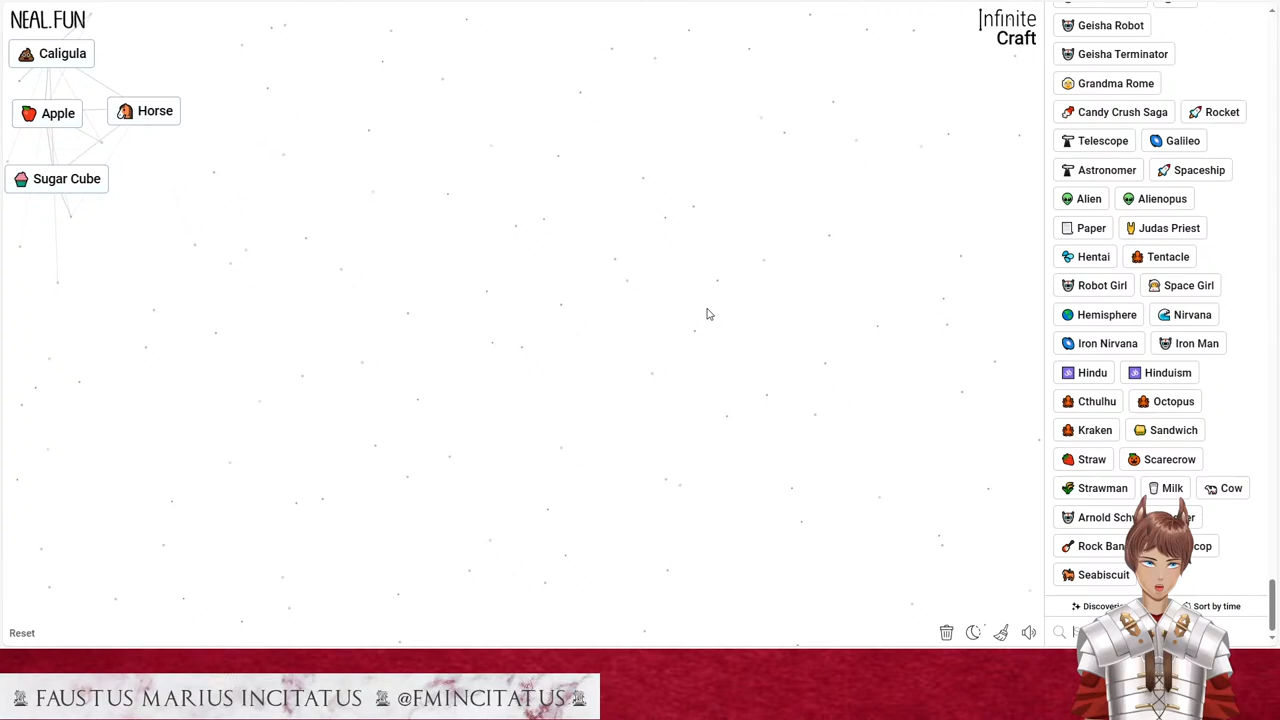 NEAL.FUN
Infinite
Craft
Caligula
Apple
Horse
Sugar Cube
Geisha Robot
Geisha Terminator
Grandma Rome
Candy Crush Saga
Rocket
Telescope
Galileo
Astronomer
Spaceship
Alien
Alienopus
Paper
Judas Priest
Hentai
Tentacle
Robot Girl
Space Girl
Hemisphere
Nirvana
Iron Nirvana
Iron Man
Hindu
Hinduism
Cthulhu
Octopus
Kraken
Sandwich
Straw
Scarecrow
Strawman
Milk
Cow
Arnold
Rock
Seabiscuit
Sort by time
Reset
FAUSTUS MARIUS INCITATUS @FMINCITATUS